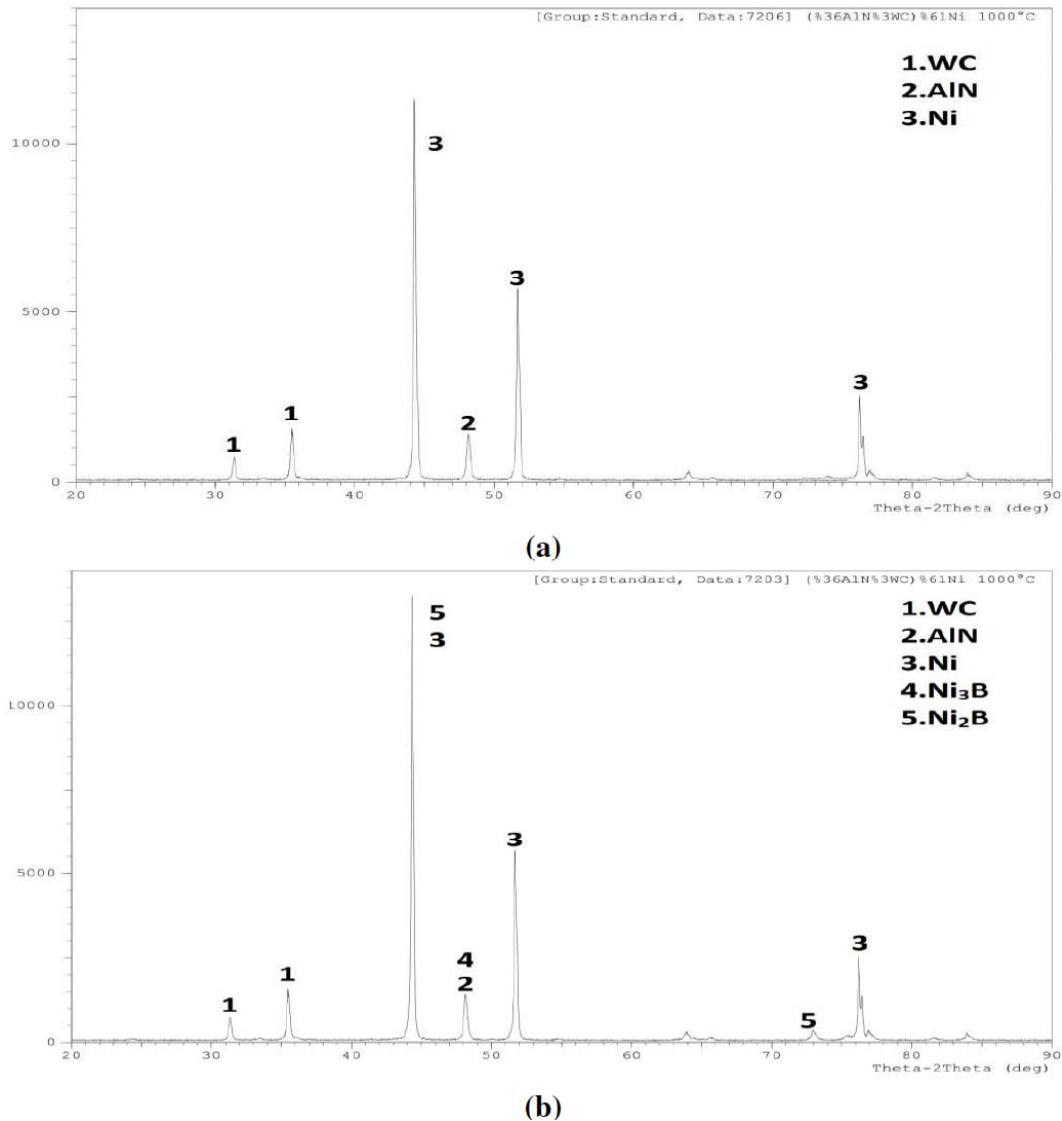 [Group:Standard, Data:7206] (%36AlN%3WC)%61Ni 1000°C
1.WC
2.AlN
3.Ni
10000
3
3
5000
1
1
2
3
0
20 30 40 50 60 70 80 90
Theta-2Theta (deg)
(a)
[Group:Standard, Data:7203] (%36AlN%3WC)%61Ni 1000°C
1.WC
2.AlN
3.Ni
4.Ni₃B
5.Ni₂B
5
3
10000
3
5000
1
1
4
2
5
3
0
20 30 40 50 60 70 80 90
Theta-2Theta (deg)
(b)